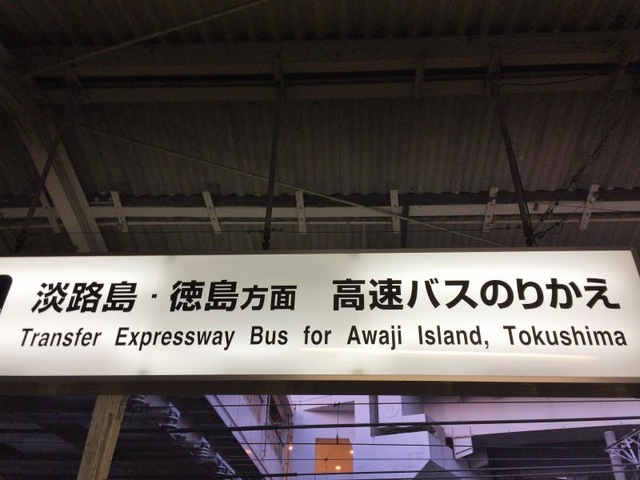 淡路島・徳島方面 高速バスのりかえ
Transfer Expressway Bus for Awaji Island, Tokushima